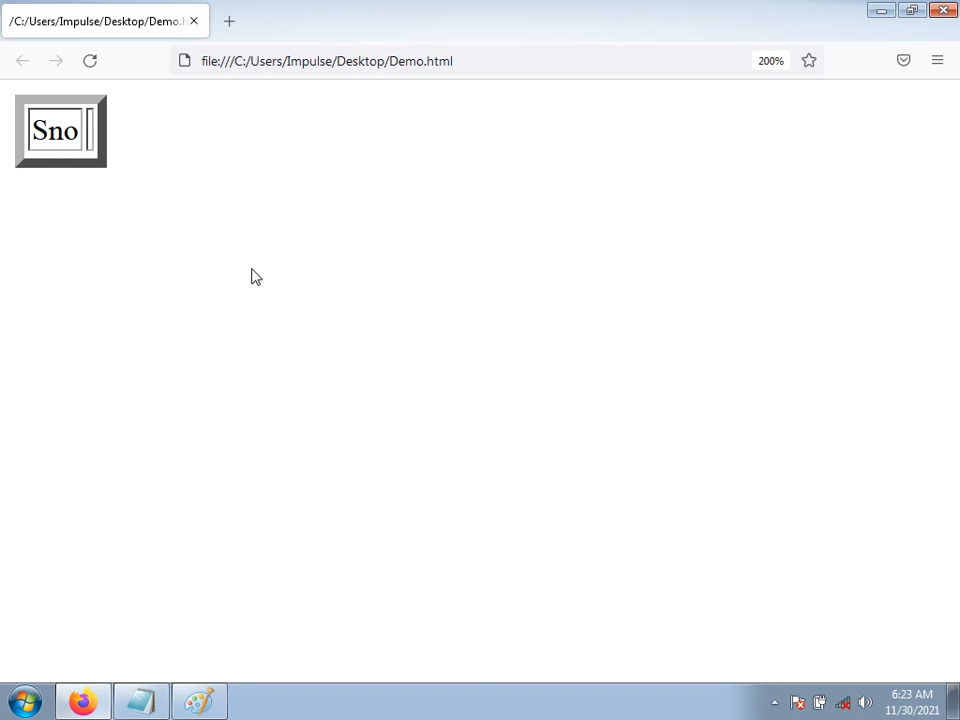 /C:/Users/Impulse/Desktop/Demo.h
file:///C:/Users/Impulse/Desktop/Demo.html
200%
Sno
6:23 AM
11/30/2021